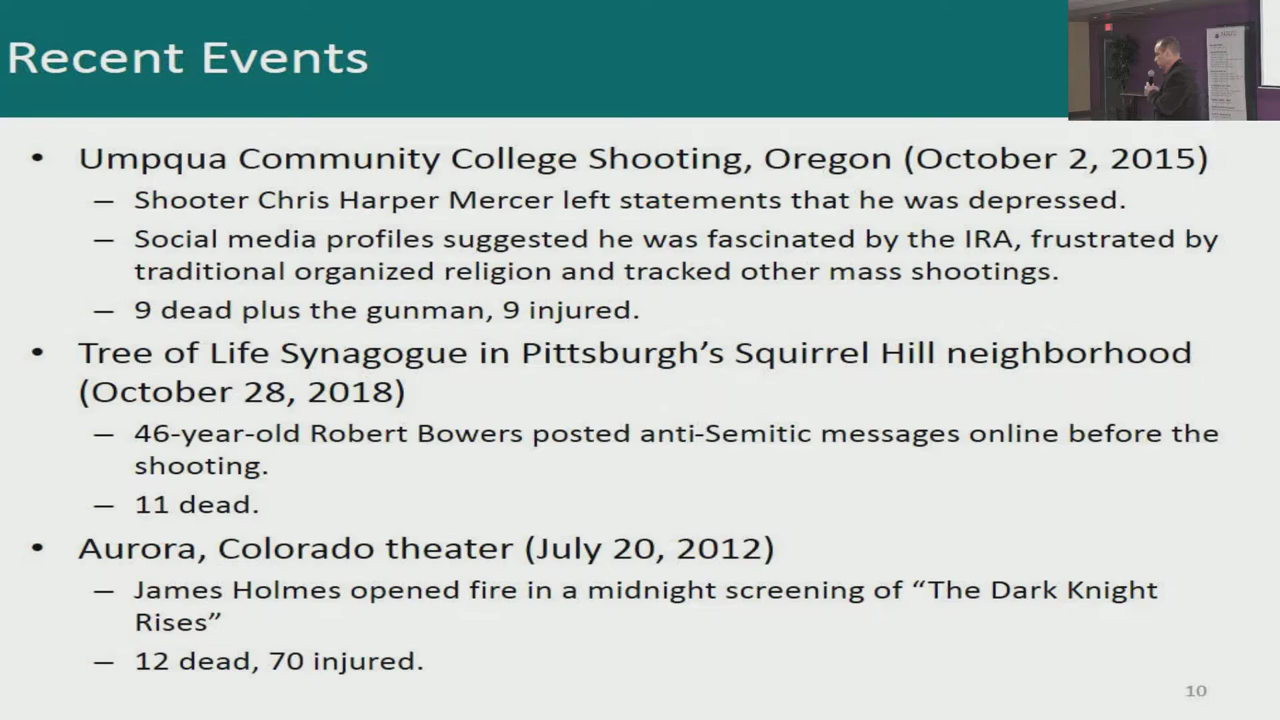 Recent Events
• Umpqua Community College Shooting, Oregon (October 2, 2015)
– Shooter Chris Harper Mercer left statements that he was depressed.
– Social media profiles suggested he was fascinated by the IRA, frustrated by
traditional organized religion and tracked other mass shootings.
– 9 dead plus the gunman, 9 injured.
• Tree of Life Synagogue in Pittsburgh’s Squirrel Hill neighborhood
(October 28, 2018)
– 46-year-old Robert Bowers posted anti-Semitic messages online before the
shooting.
– 11 dead.
• Aurora, Colorado theater (July 20, 2012)
– James Holmes opened fire in a midnight screening of “The Dark Knight
Rises”
– 12 dead, 70 injured.
10